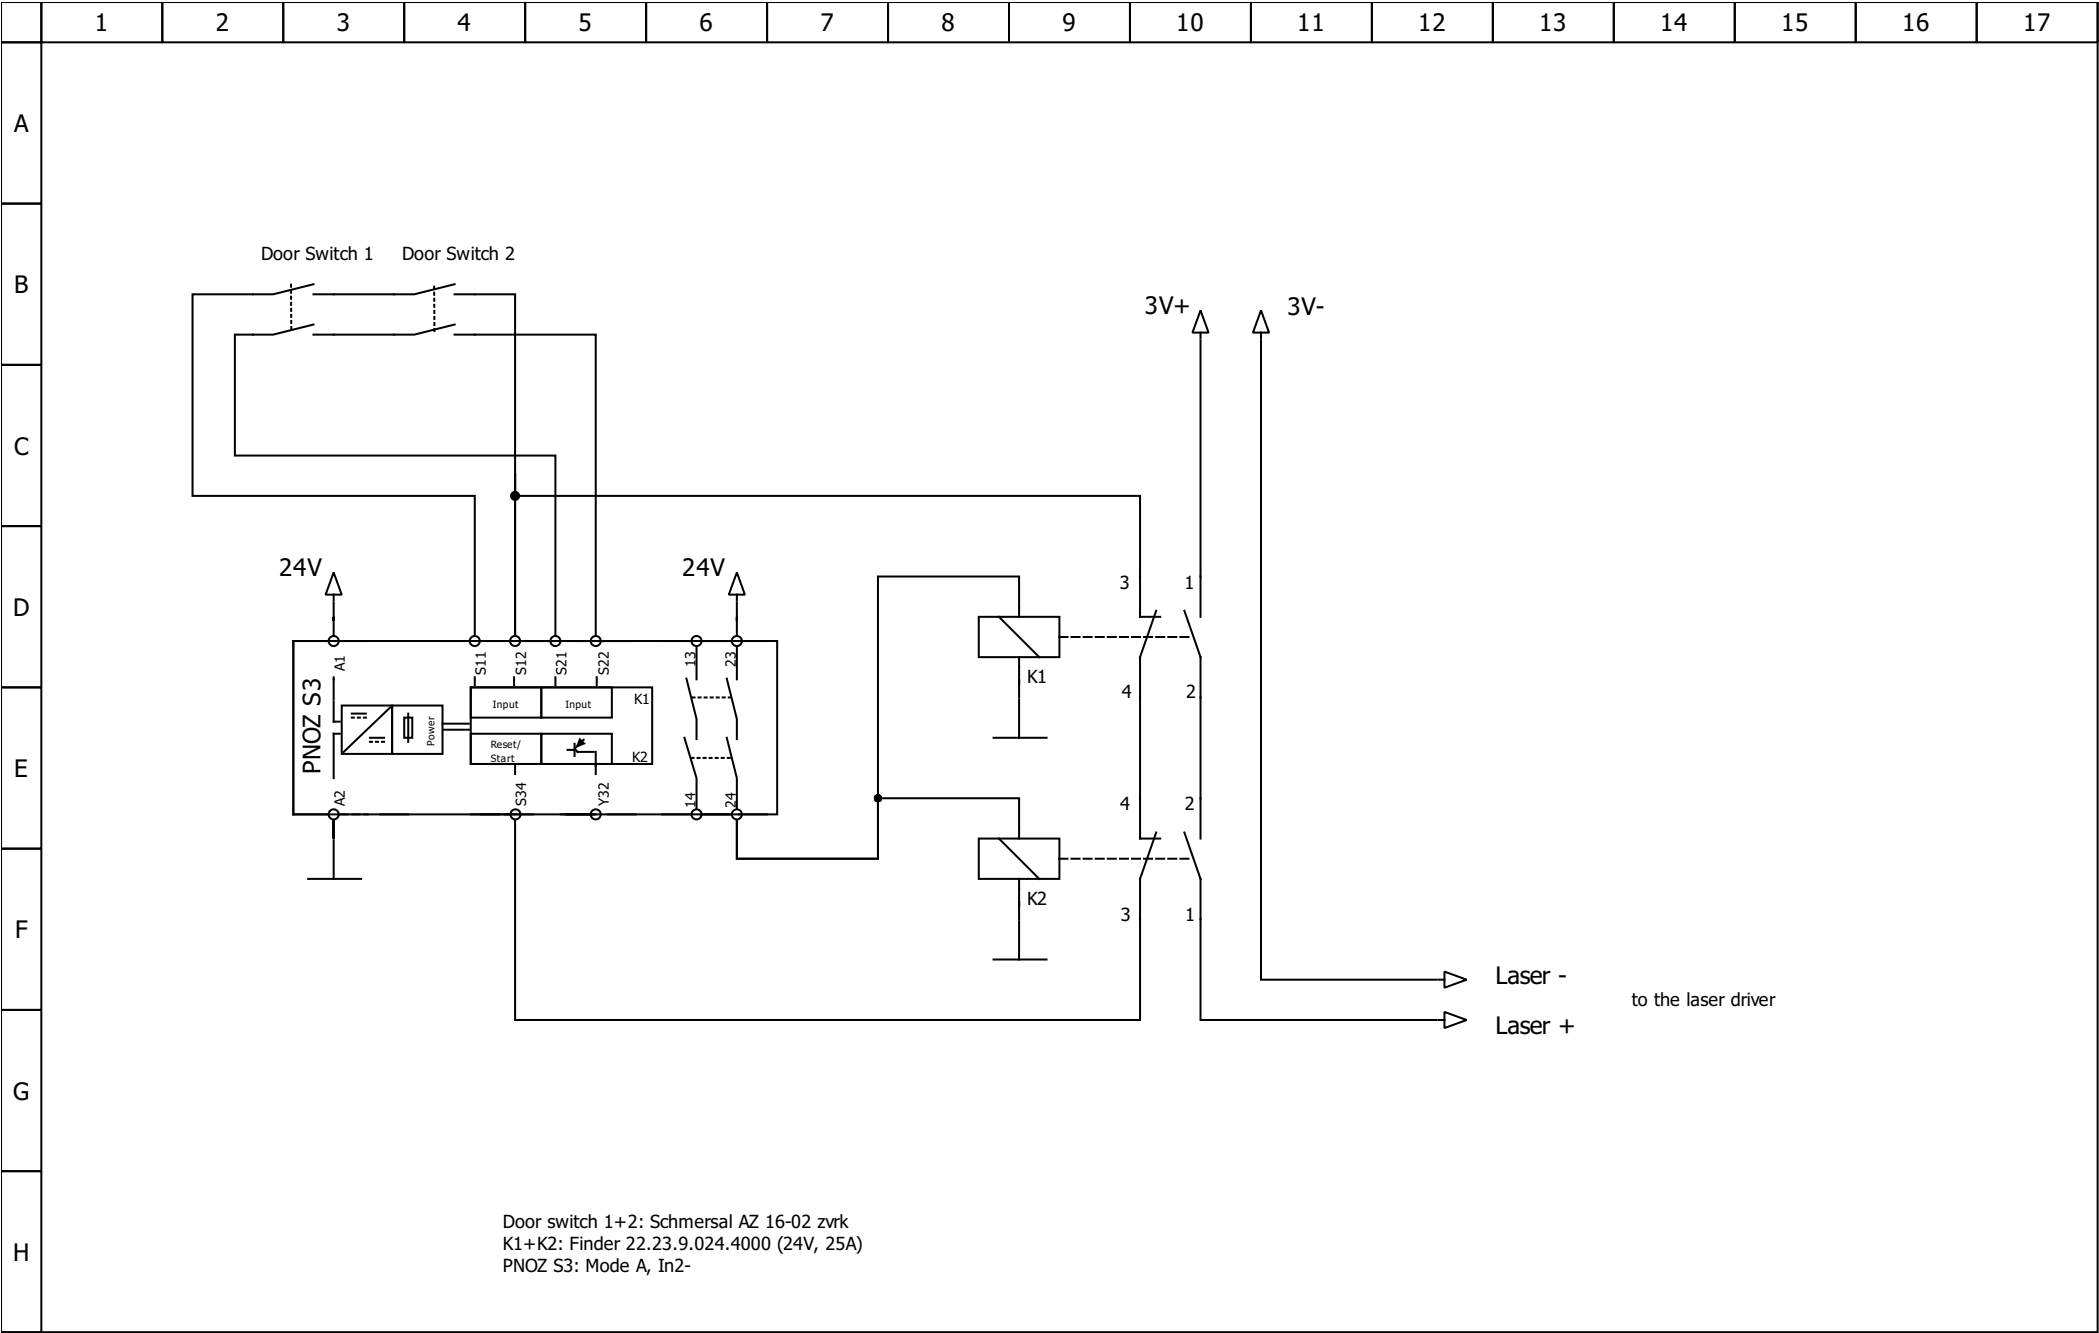 1 2 3 4 5 6 7 8 9 10 11 12 13 14 15 16 17
A
Door Switch 1 Door Switch 2
B
3V+ 3V-
C
24V 24V
D
3 1
A1 S11 S12 S21 S22 13 23
K1
PNOZ S3
Input Input K1
4 2
Power
Reset/
Start
K2
E
A2 S34 Y32 14 24
4 2
K2
3 1
F
Laser -
to the laser driver
Laser +
G
Door switch 1+2: Schmersal AZ 16-02 zvrk
K1+K2: Finder 22.23.9.024.4000 (24V, 25A)
PNOZ S3: Mode A, In2-
H